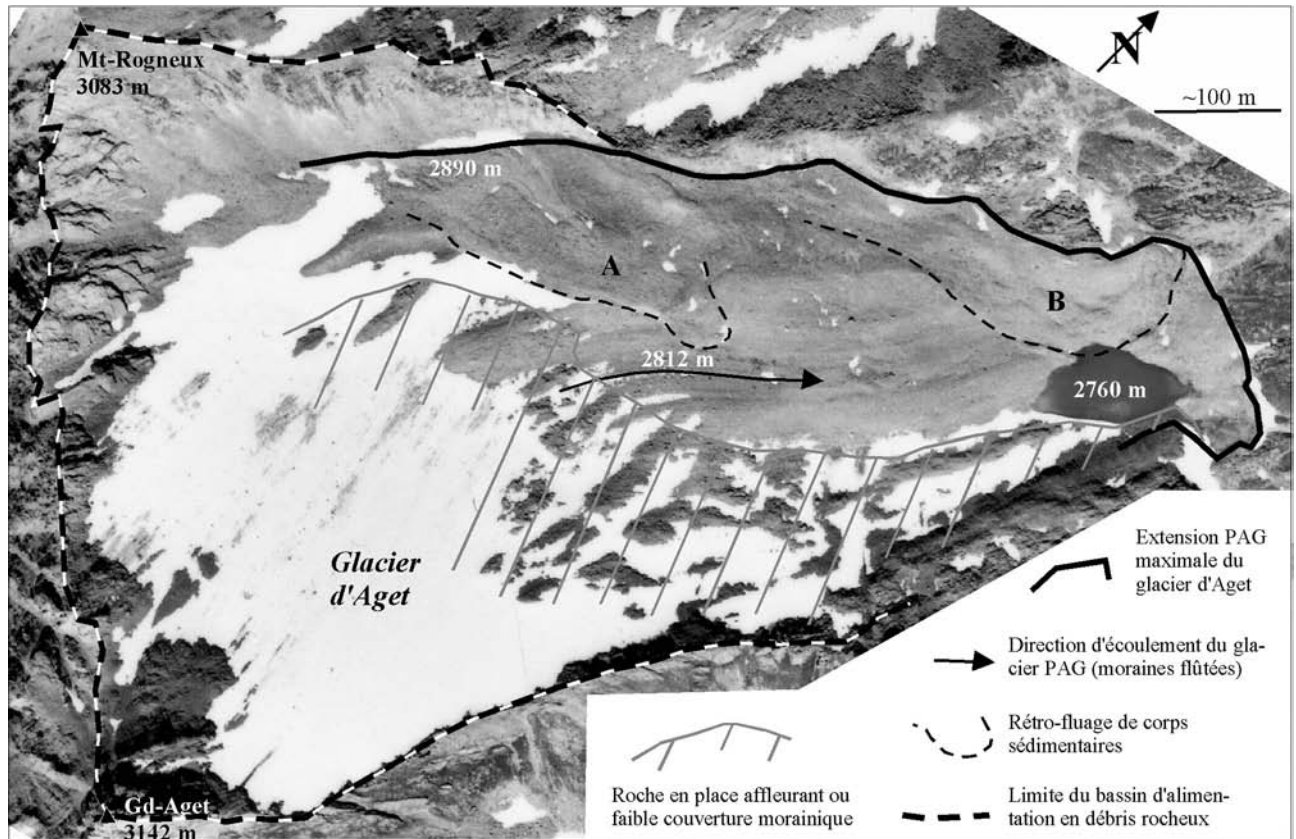 Mt-Rogneux
3083 m
N
~100 m
2890 m
A
B
2812 m
2760 m
Glacier
d'Aget
Gd-Aget
3142 m
Extension PAG
maximale du
glacier d'Aget
Direction d'écoulement du gla-
cier PAG (moraines flûtées)
Rétro-fluage de corps
sédimentaires
Roche en place affleurant ou
faible couverture morainique
Limite du bassin d'alimen-
tation en débris rocheux